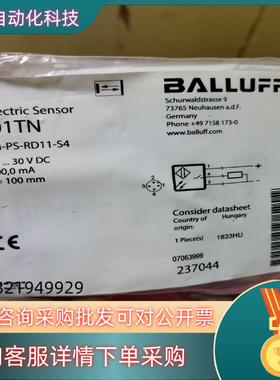 自动化科技
BALLUFF
Schurwaldstrasse 9
73765 Neuhausen a.d.F.
Germany
Phone +49 7158 173-0
www.balluff.com
ectric Sensor
01TN
-PS-RD11-S4
... 30 V DC
00,0 mA
= 100 mm
Consider datasheet
Country of origin
Hungary
1 Piece(s)
1833HU
07063999
237044
321949929
咨询采购批发可对公开票
客服详情下单采购